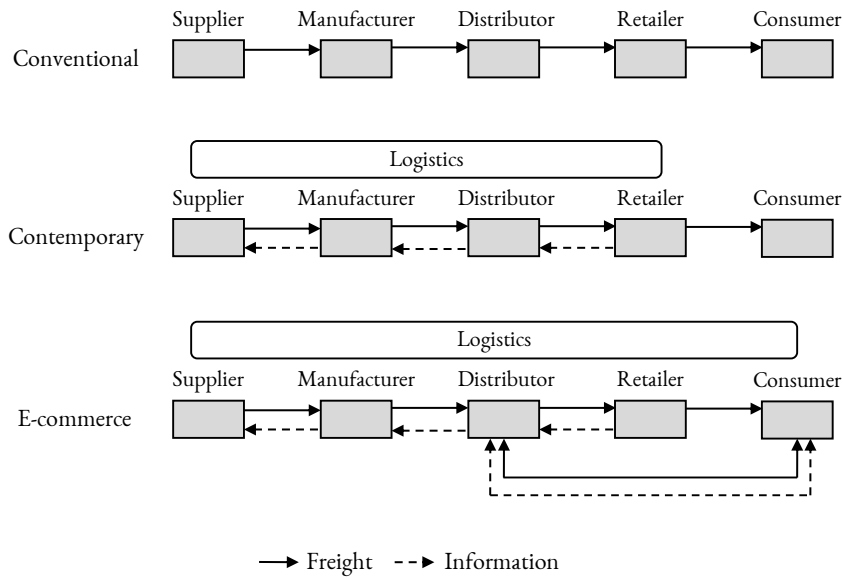 Supplier Manufacturer Distributor Retailer Consumer
Conventional
Logistics
Supplier Manufacturer Distributor Retailer Consumer
Contemporary
Logistics
Supplier Manufacturer Distributor Retailer Consumer
E-commerce
Freight Information